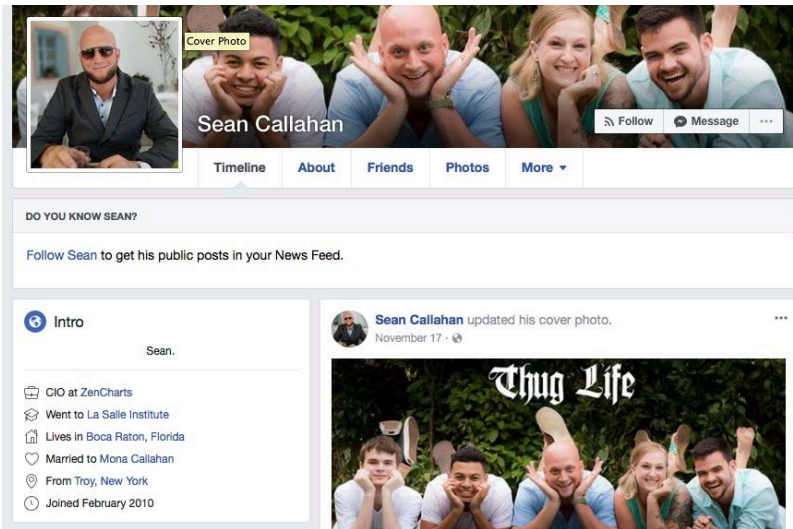 Cover Photo
Sean Callahan
Follow
Message
Timeline
About
Friends
Photos
More
DO YOU KNOW SEAN?
Follow Sean to get his public posts in your News Feed.
Intro
Sean.
CIO at ZenCharts
Went to La Salle Institute
Lives in Boca Raton, Florida
Married to Mona Callahan
From Troy, New York
Joined February 2010
Sean Callahan updated his cover photo.
November 17 ·
Thug Life